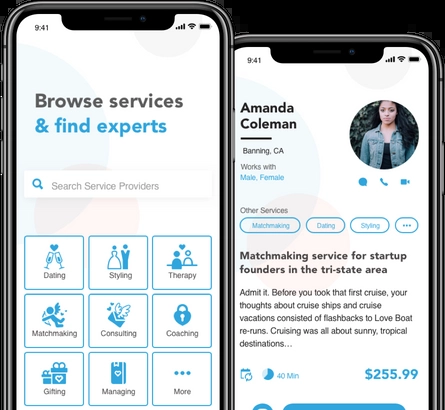 9:41
Browse services
& find experts
Search Service Providers
Dating
Styling
Therapy
Matchmaking
Consulting
Coaching
Gifting
Managing
More
9:41
Amanda
Coleman
Banning, CA
Works with
Male, Female
Other Services
Matchmaking
Dating
Styling
Matchmaking service for startup
founders in the tri-state area
Admit it. Before you took that first cruise, your
thoughts about cruise ships and cruise
vacations consisted of flashbacks to Love Boat
re-runs. Cruising was all about sunny, tropical
destinations…
40 Min
$255.99